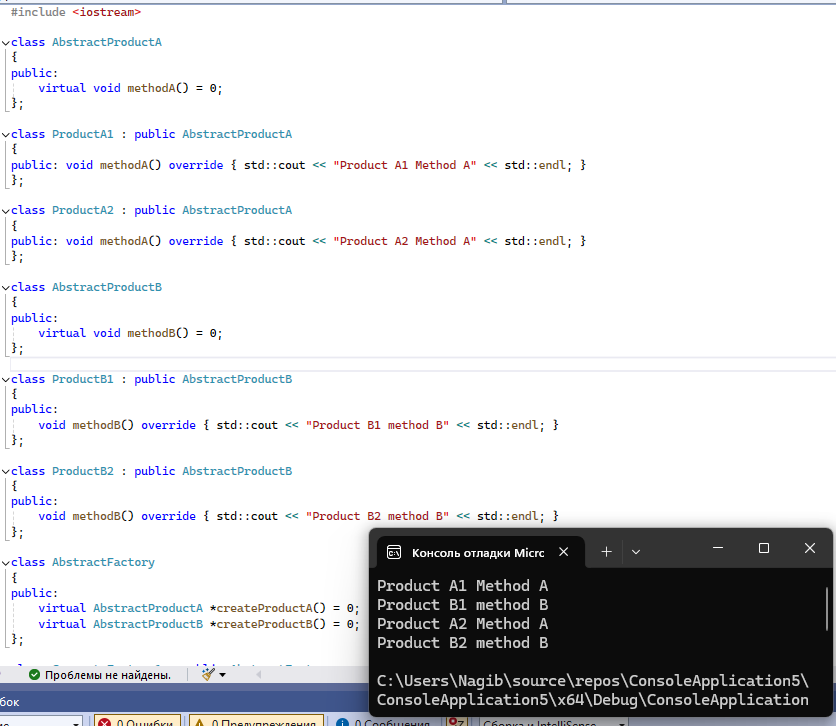 #include <iostream>
class AbstractProductA
{
public:
virtual void methodA() = 0;
};
class ProductA1 : public AbstractProductA
{
public: void methodA() override { std::cout << "Product A1 Method A" << std::endl; }
};
class ProductA2 : public AbstractProductA
{
public: void methodA() override { std::cout << "Product A2 Method A" << std::endl; }
};
class AbstractProductB
{
public:
virtual void methodB() = 0;
};
class ProductB1 : public AbstractProductB
{
public:
void methodB() override { std::cout << "Product B1 method B" << std::endl; }
};
class ProductB2 : public AbstractProductB
{
public:
void methodB() override { std::cout << "Product B2 method B" << std::endl; }
};
class AbstractFactory
{
public:
virtual AbstractProductA *createProductA() = 0;
virtual AbstractProductB *createProductB() = 0;
};
Проблемы не найдены.
бок
0 Ошибки
0 Предупреждения
0 Сообщения
Сборка и IntelliSense
Консоль отладки Micro
Product A1 Method A
Product B1 method B
Product A2 Method A
Product B2 method B
C:\Users\Nagib\source\repos\ConsoleApplication5\
ConsoleApplication5\x64\Debug\ConsoleApplication